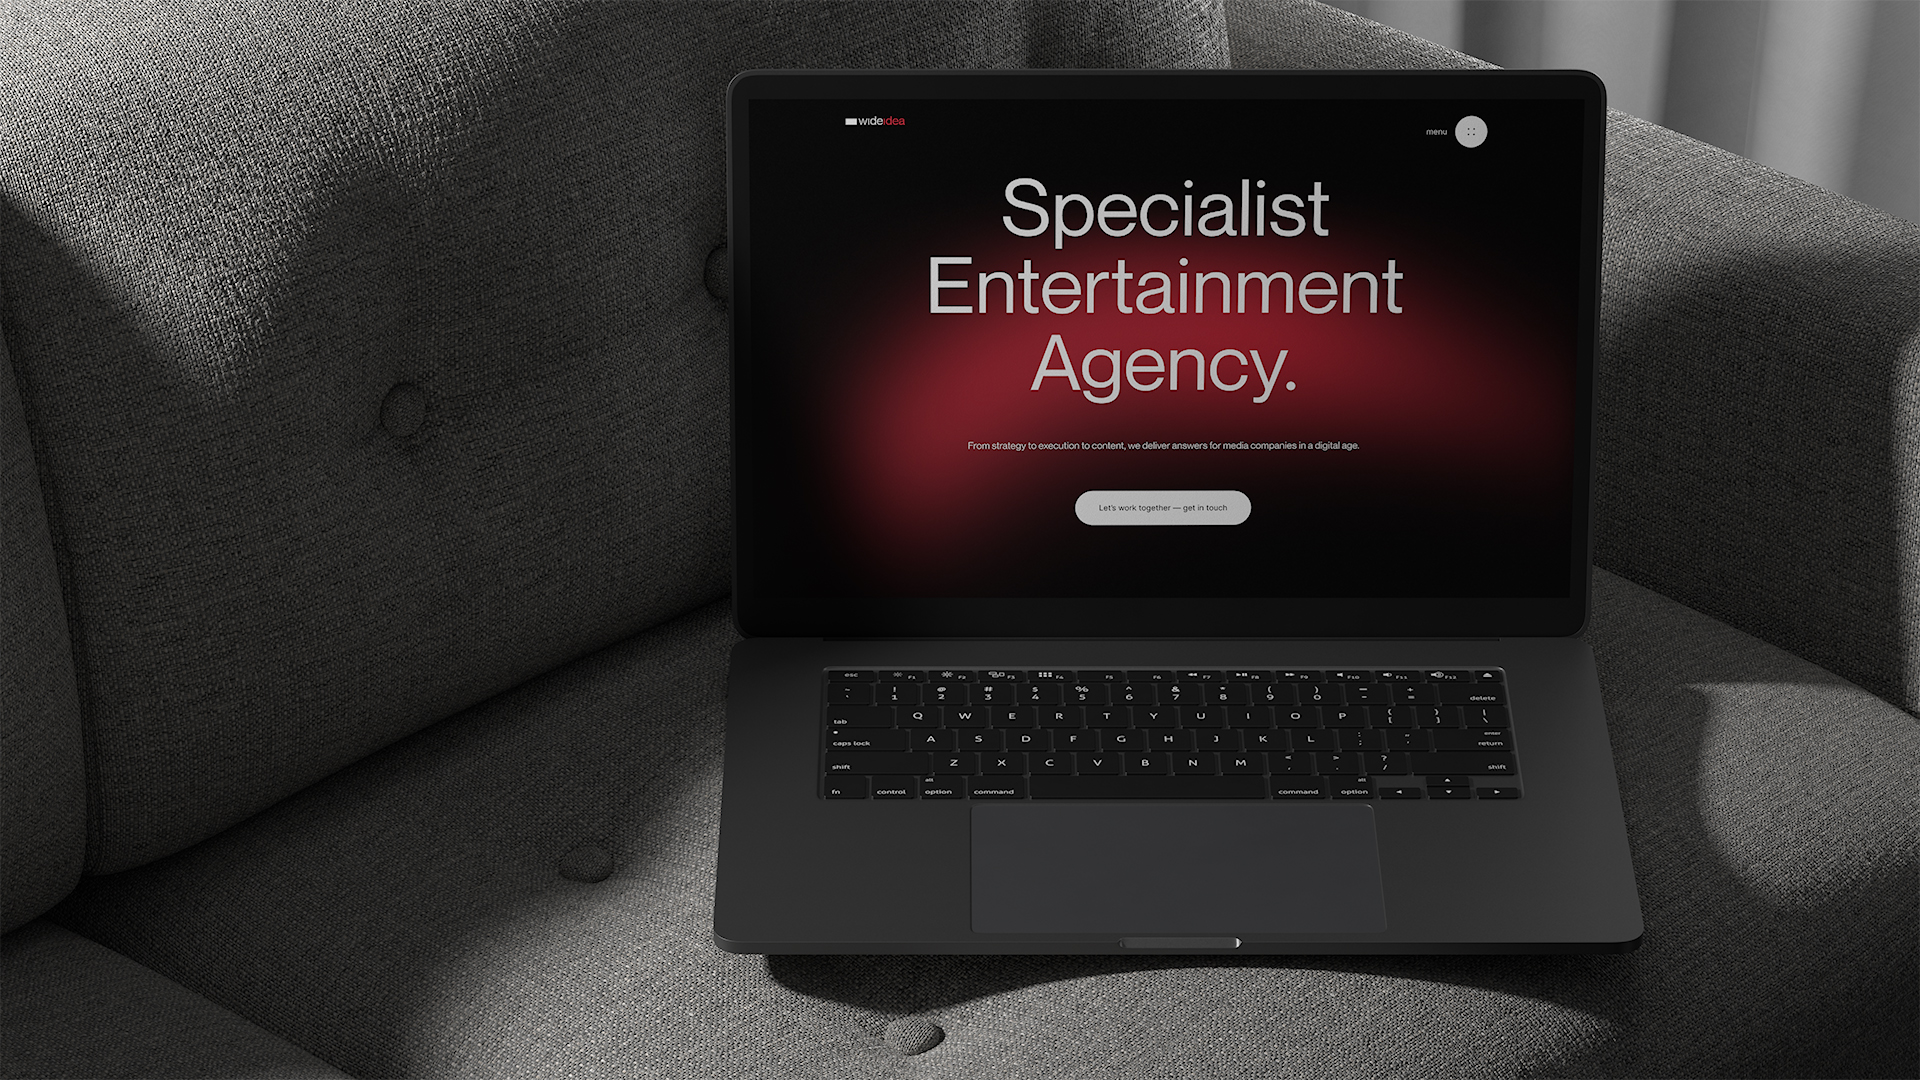 wideidea
menu
Specialist
Entertainment
Agency.
From strategy to execution to content, we deliver answers for media companies in a digital age.
Let's work together — get in touch
esc F1 F2 F3 F4 F5 F6 F7 F8 F9 F10 F11 F12
~ ! @ # $ % ^ & * ( ) – +
` 1 2 3 4 5 6 7 8 9 0 - = delete
tab Q W E R T Y U I O P { [ } ] | \
caps lock A S D F G H J K L : ; " ' enter return
shift Z X C V B N M < , > . ? / shift
fn control alt option command command alt option